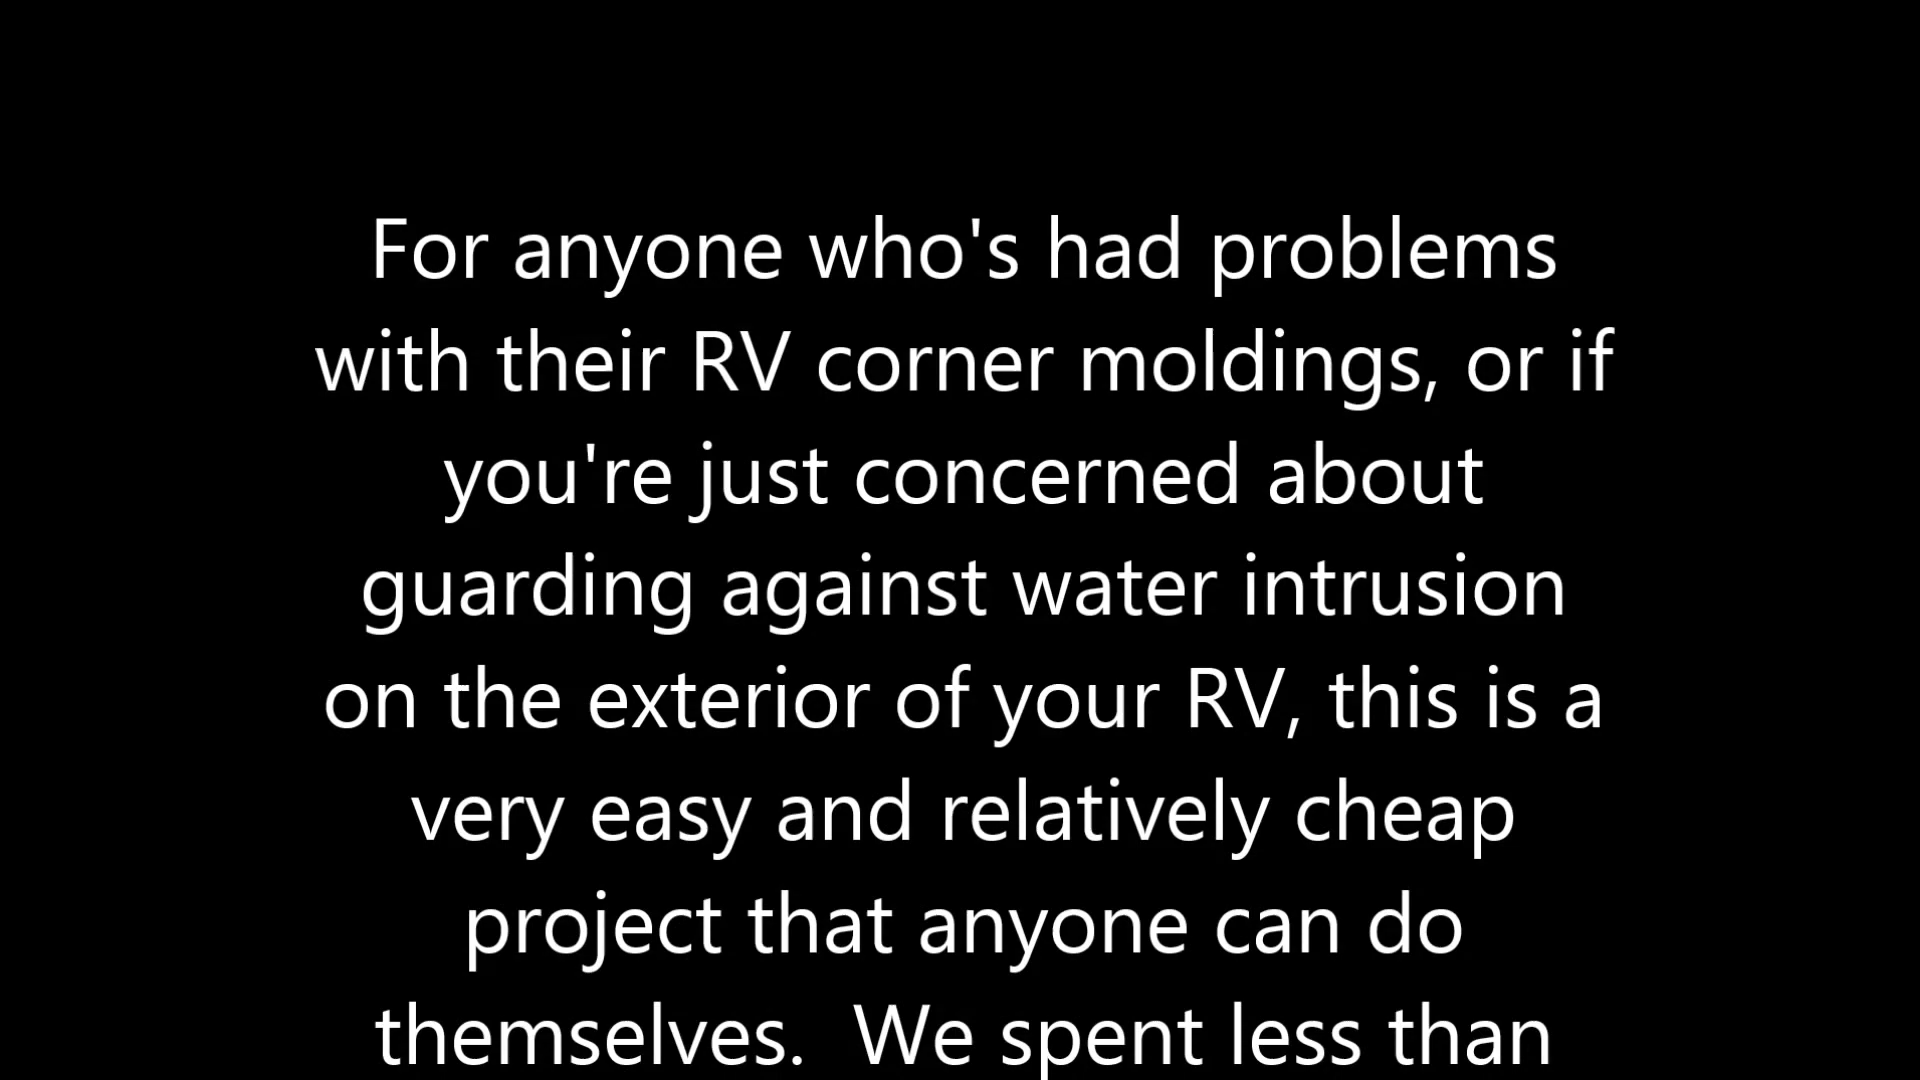 For anyone who's had problems
with their RV corner moldings, or if
you're just concerned about
guarding against water intrusion
on the exterior of your RV, this is a
very easy and relatively cheap
project that anyone can do
themselves.  We spent less than